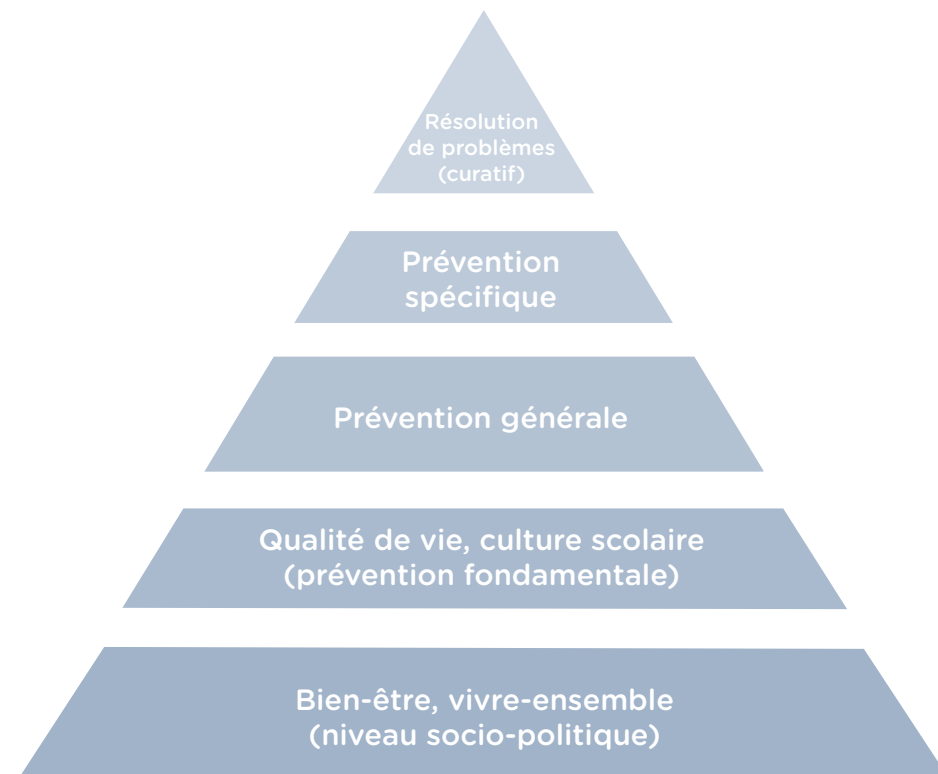 Résolution
de problèmes
(curatif)
Prévention
spécifique
Prévention générale
Qualité de vie, culture scolaire
(prévention fondamentale)
Bien-être, vivre-ensemble
(niveau socio-politique)